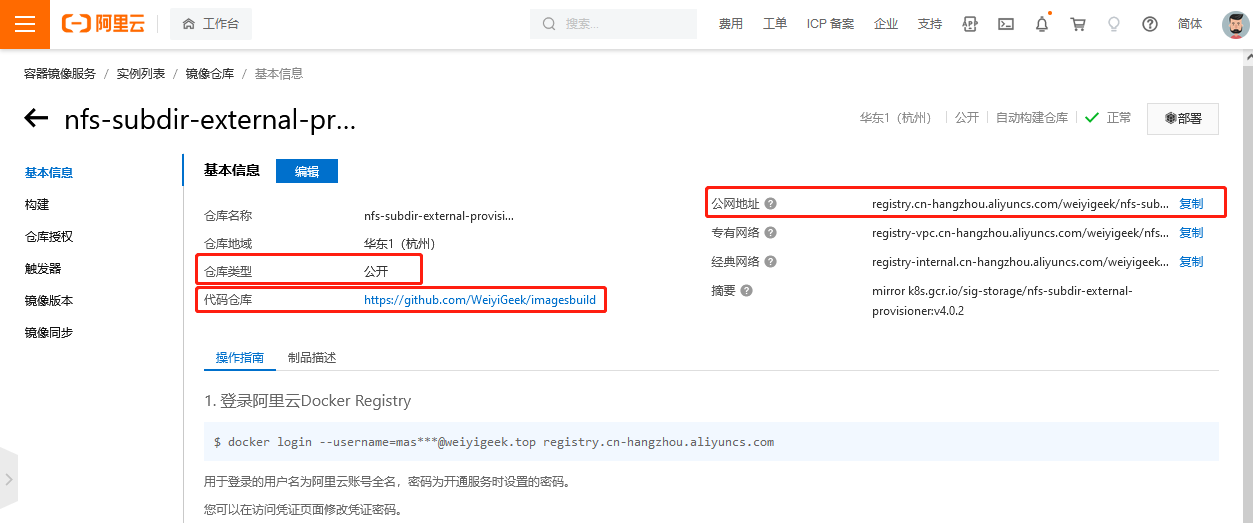 阿里云
工作台
搜索...
费用
工单
ICP 备案
企业
支持
简体
容器镜像服务 / 实例列表 / 镜像仓库 / 基本信息
nfs-subdir-external-pr...
华东1（杭州）
公开
自动构建仓库
正常
部署
基本信息
构建
仓库授权
触发器
镜像版本
镜像同步
基本信息
编辑
仓库名称 nfs-subdir-external-provisi...
仓库地域 华东1（杭州）
仓库类型 公开
代码仓库 https://github.com/WeiyiGeek/imagesbuild
公网地址 registry.cn-hangzhou.aliyuncs.com/weiyigeek/nfs-sub... 复制
专有网络 registry-vpc.cn-hangzhou.aliyuncs.com/weiyigeek/nfs... 复制
经典网络 registry-internal.cn-hangzhou.aliyuncs.com/weiyigeek... 复制
摘要 mirror k8s.gcr.io/sig-storage/nfs-subdir-external-
provisioner:v4.0.2
操作指南
制品描述
1. 登录阿里云Docker Registry
$ docker login --username=mas***@weiyigeek.top registry.cn-hangzhou.aliyuncs.com
用于登录的用户名为阿里云账号全名，密码为开通服务时设置的密码。
您可以在访问凭证页面修改凭证密码。